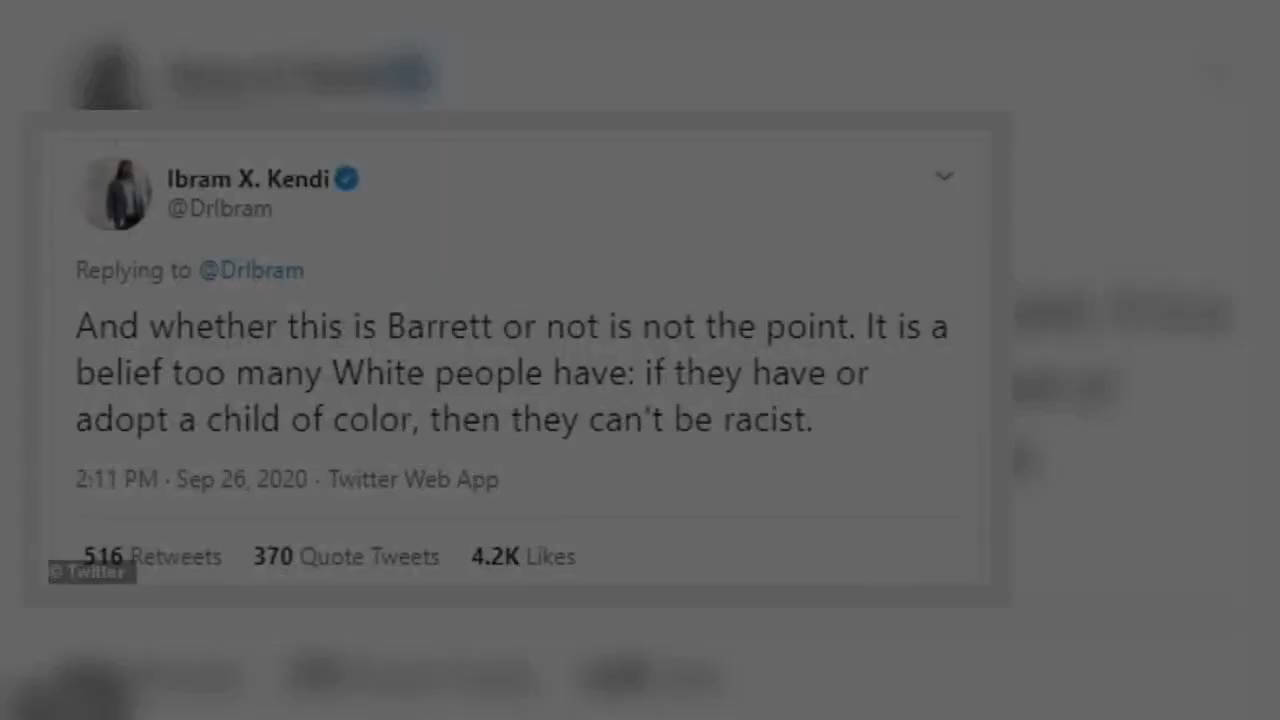 Ibram X. Kendi
@DrIbram
Replying to @DrIbram
And whether this is Barrett or not is not the point. It is a
belief too many White people have: if they have or
adopt a child of color, then they can't be racist.
2:11 PM · Sep 26, 2020 · Twitter Web App
516 Retweets 370 Quote Tweets 4.2K Likes
© Twitter